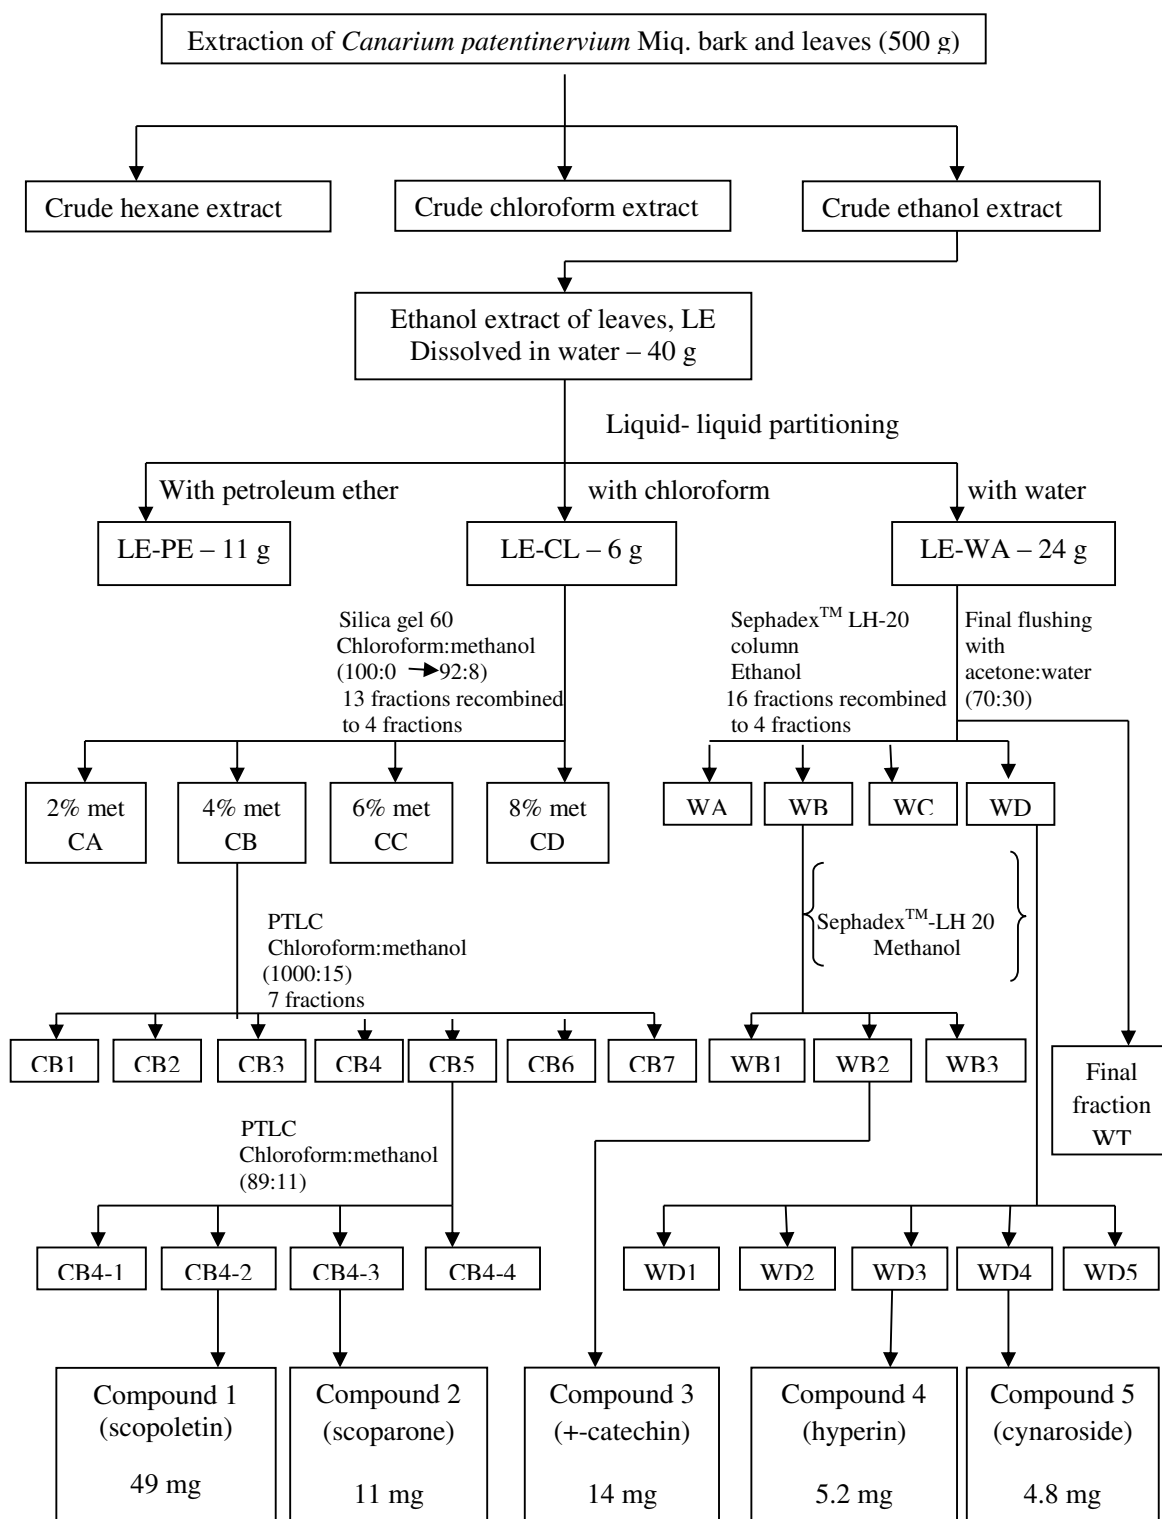 Extraction of Canarium patentinervium Miq. bark and leaves (500 g)
Crude hexane extract
Crude chloroform extract
Crude ethanol extract
Ethanol extract of leaves, LE
Dissolved in water – 40 g
Liquid- liquid partitioning
With petroleum ether
with chloroform
with water
LE-PE – 11 g
LE-CL – 6 g
LE-WA – 24 g
Silica gel 60
Chloroform:methanol
(100:0 → 92:8)
13 fractions recombined
to 4 fractions
Sephadex™ LH-20
column
Ethanol
16 fractions recombined
to 4 fractions
Final flushing
with
acetone:water
(70:30)
2% met
CA
4% met
CB
6% met
CC
8% met
CD
WA
WB
WC
WD
PTLC
Chloroform:methanol
(1000:15)
7 fractions
Sephadex™-LH 20
Methanol
CB1
CB2
CB3
CB4
CB5
CB6
CB7
WB1
WB2
WB3
Final
fraction
WT
PTLC
Chloroform:methanol
(89:11)
CB4-1
CB4-2
CB4-3
CB4-4
WD1
WD2
WD3
WD4
WD5
Compound 1
(scopoletin)
49 mg
Compound 2
(scoparone)
11 mg
Compound 3
(+-catechin)
14 mg
Compound 4
(hyperin)
5.2 mg
Compound 5
(cynaroside)
4.8 mg